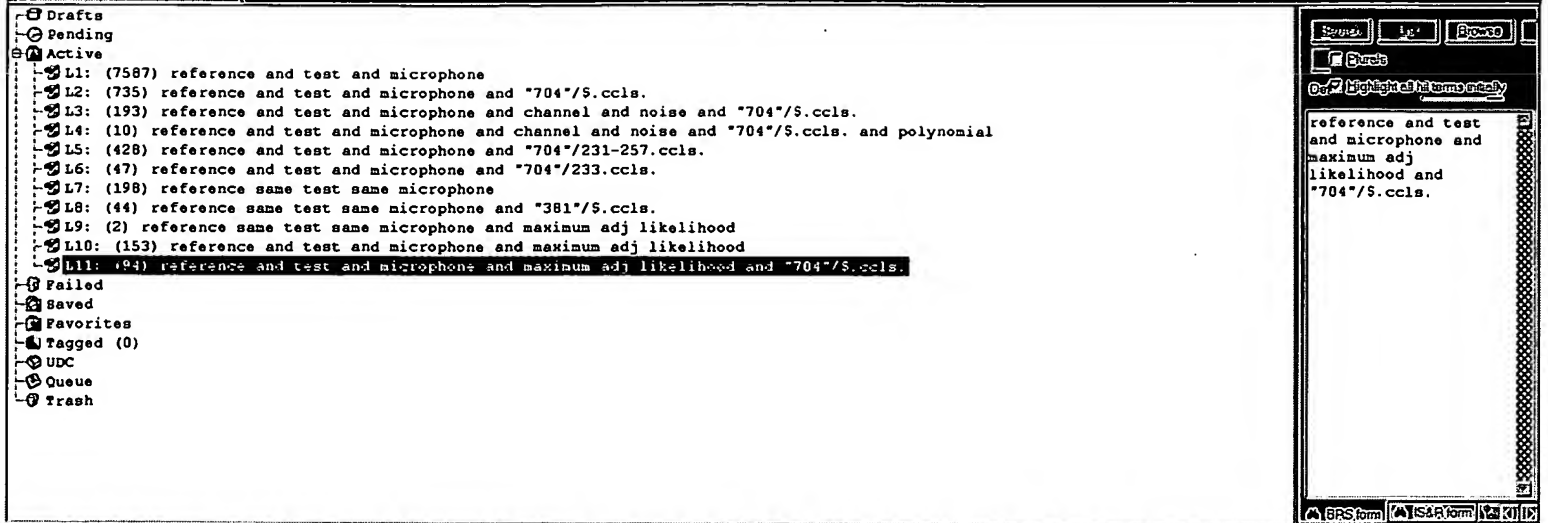 Drafts
Pending
Active
L1: (7587) reference and test and microphone
L2: (735) reference and test and microphone and "704"/$.ccls.
L3: (193) reference and test and microphone and channel and noise and "704"/$.ccls.
L4: (10) reference and test and microphone and channel and noise and "704"/$.ccls. and polynomial
L5: (428) reference and test and microphone and "704"/231-257.ccls.
L6: (47) reference and test and microphone and "704"/233.ccls.
L7: (198) reference same test same microphone
L8: (44) reference same test same microphone and "381"/$.ccls.
L9: (2) reference same test same microphone and maximum adj likelihood
L10: (153) reference and test and microphone and maximum adj likelihood
L11: (94) reference and test and microphone and maximum adj likelihood and "704"/$.ccls.
Failed
Saved
Favorites
Tagged (0)
UDC
Queue
Trash
Search List Browse
Plurals
Highlight all hit terms initially
reference and test
and microphone and
maximum adj
likelihood and
"704"/$.ccls.
BRS form IS&R form